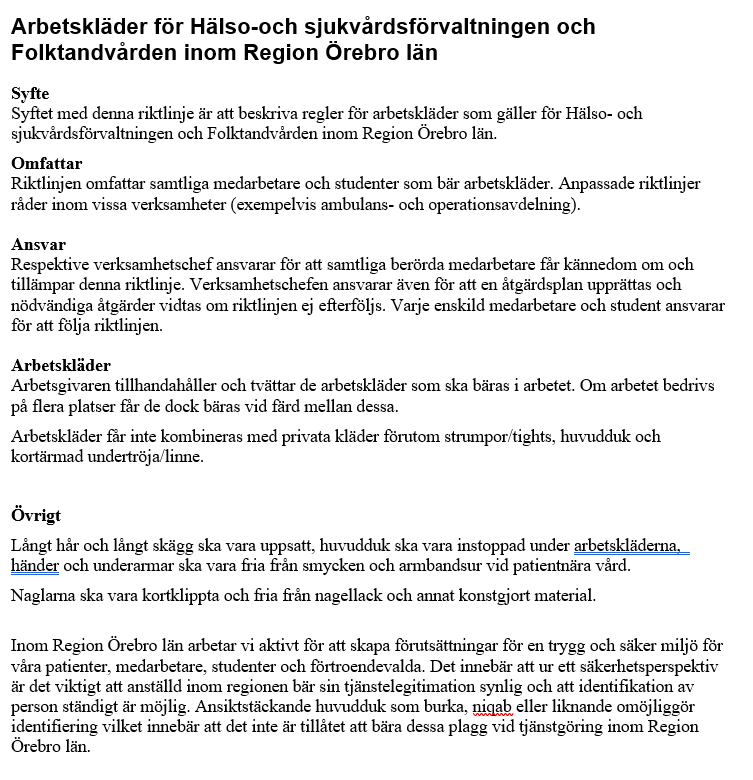 Arbetskläder för Hälso-och sjukvårdsförvaltningen och
Folktandvården inom Region Örebro län
Syfte
Syftet med denna riktlinje är att beskriva regler för arbetskläder som gäller för Hälso- och
sjukvårdsförvaltningen och Folktandvården inom Region Örebro län.
Omfattar
Riktlinjen omfattar samtliga medarbetare och studenter som bär arbetskläder. Anpassade riktlinjer
råder inom vissa verksamheter (exempelvis ambulans- och operationsavdelning).
Ansvar
Respektive verksamhetschef ansvarar för att samtliga berörda medarbetare får kännedom om och
tillämpar denna riktlinje. Verksamhetschefen ansvarar även för att en åtgärdsplan upprättas och
nödvändiga åtgärder vidtas om riktlinjen ej efterföljs. Varje enskild medarbetare och student ansvarar
för att följa riktlinjen.
Arbetskläder
Arbetsgivaren tillhandahåller och tvättar de arbetskläder som ska bäras i arbetet. Om arbetet bedrivs
på flera platser får de dock bäras vid färd mellan dessa.
Arbetskläder får inte kombineras med privata kläder förutom strumpor/tights, huvudduk och
kortärmad undertröja/linne.
Övrigt
Långt hår och långt skägg ska vara uppsatt, huvudduk ska vara instoppad under arbetskläderna,
händer och underarmar ska vara fria från smycken och armbandsur vid patientnära vård.
Naglarna ska vara kortklippta och fria från nagellack och annat konstgjort material.
Inom Region Örebro län arbetar vi aktivt för att skapa förutsättningar för en trygg och säker miljö för
våra patienter, medarbetare, studenter och förtroendevalda. Det innebär att ur ett säkerhetsperspektiv
är det viktigt att anställd inom regionen bär sin tjänstelegitimation synlig och att identifikation av
person ständigt är möjlig. Ansiktstäckande huvudduk som burka, niqab eller liknande omöjliggör
identifiering vilket innebär att det inte är tillåtet att bära dessa plagg vid tjänstgöring inom Region
Örebro län.